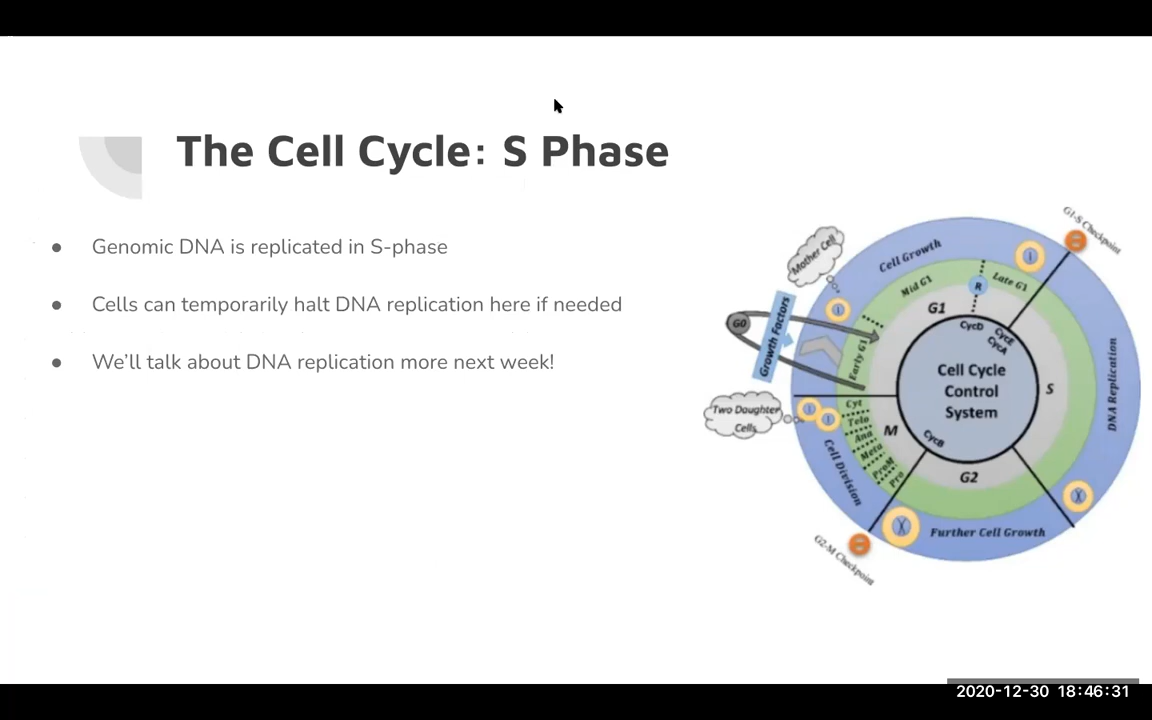 The Cell Cycle: S Phase
● Genomic DNA is replicated in S-phase
● Cells can temporarily halt DNA replication here if needed
● We'll talk about DNA replication more next week!
G1-S Checkpoint
Mother Cell
Cell Growth
Mid G1
Late G1
R
G1
G0
Growth Factors
Early G1
CycD
CycE
CycA
Cell Cycle
Control
System
S
DNA Replication
Two Daughter
Cells
Cyt
Telo
Ana
Meta
ProM
Pro
M
CycB
G2
Cell Division
Further Cell Growth
G2-M Checkpoint
2020-12-30 18:46:31